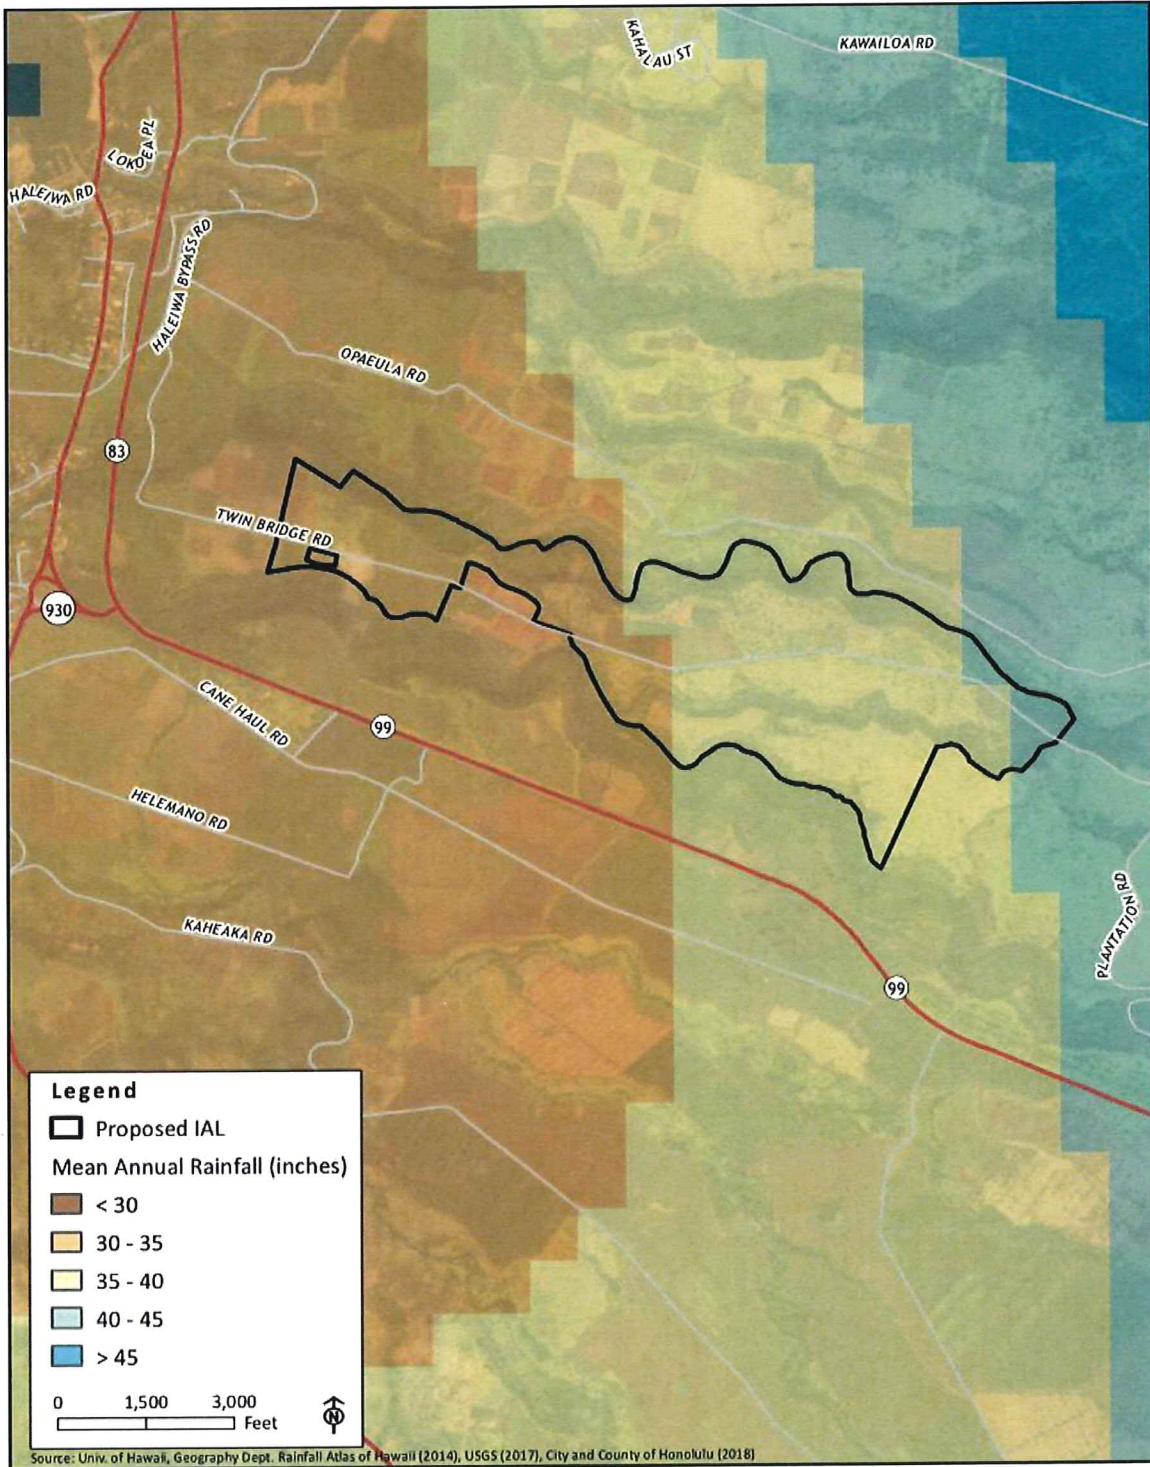 KAHALAU ST
KAWAILOA RD
LOKOEA PL
HALEIWA RD
HALEIWA BYPASS RD
OPAEULA RD
83
TWIN BRIDGE RD
930
CANE HAUL RD
99
HELEMANO RD
PLANTATION RD
KAHEAKA RD
99
Legend
Proposed IAL
Mean Annual Rainfall (inches)
< 30
30 - 35
35 - 40
40 - 45
> 45
0 1,500 3,000
Feet
N
Source: Univ. of Hawaii, Geography Dept. Rainfall Atlas of Hawaii (2014), USGS (2017), City and County of Honolulu (2018)